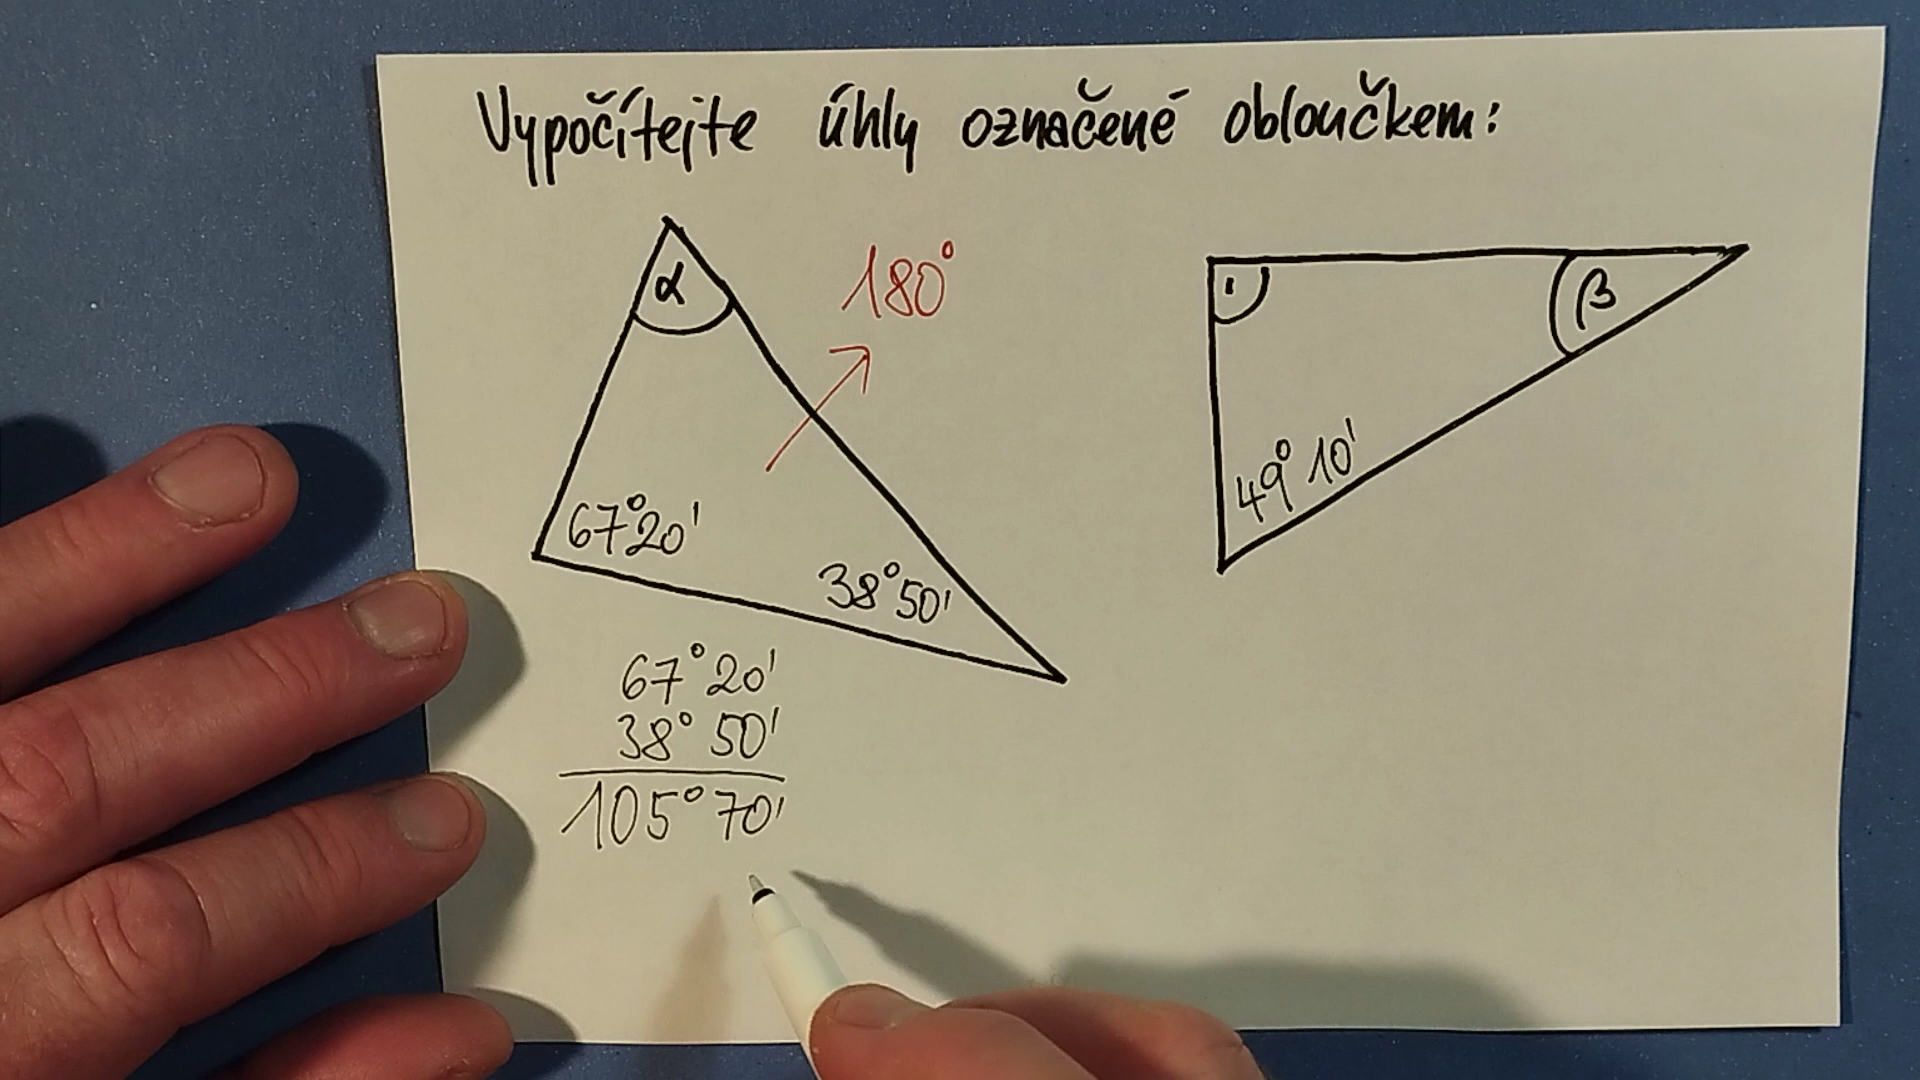 Vypočítejte úhly označené obloučkem:
α
180°
β
67°20'
38°50'
49°10'
67°20'
38°50'
105°70'